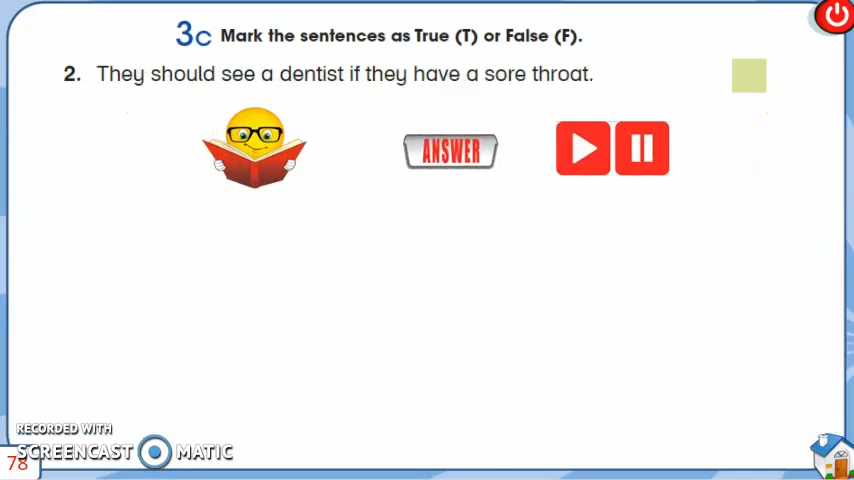 3c Mark the sentences as True (T) or False (F).
2. They should see a dentist if they have a sore throat.
ANSWER
RECORDED WITH
SCREENCAST MATIC
78